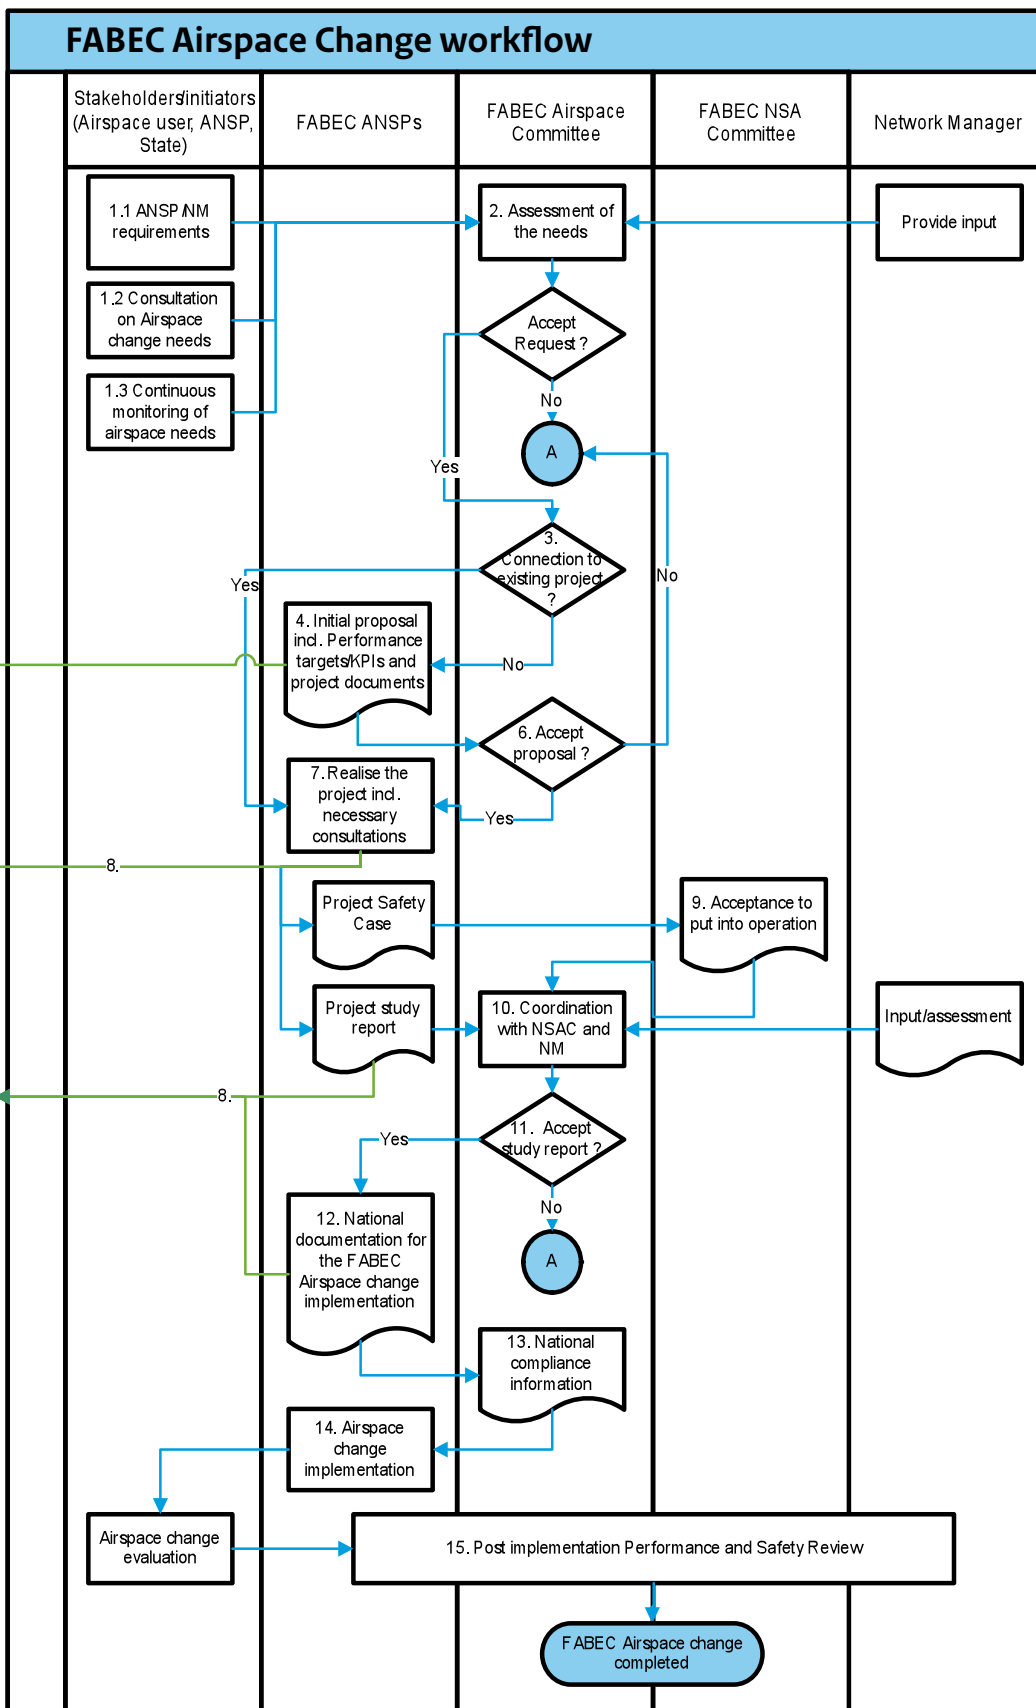 FABEC Airspace Change workflow
Stakeholders/initiators
(Airspace user, ANSP,
State)
FABEC ANSPs
FABEC Airspace
Committee
FABEC NSA
Committee
Network Manager
1.1 ANSP/NM
requirements
2. Assessment of
the needs
Provide input
1.2 Consultation
on Airspace
change needs
Accept
Request ?
1.3 Continuous
monitoring of
airspace needs
No
A
Yes
3.
Connection to
existing project
?
Yes
No
4. Initial proposal
incl. Performance
targets/KPIs and
project documents
No
6. Accept
proposal ?
7. Realise the
project incl.
necessary
consultations
Yes
8.
Project Safety
Case
9. Acceptance to
put into operation
Project study
report
10. Coordination
with NSAC and
NM
Input/assessment
8.
11. Accept
study report ?
Yes
No
12. National
documentation for
the FABEC
Airspace change
implementation
A
13. National
compliance
information
14. Airspace
change
implementation
Airspace change
evaluation
15. Post implementation Performance and Safety Review
FABEC Airspace change
completed